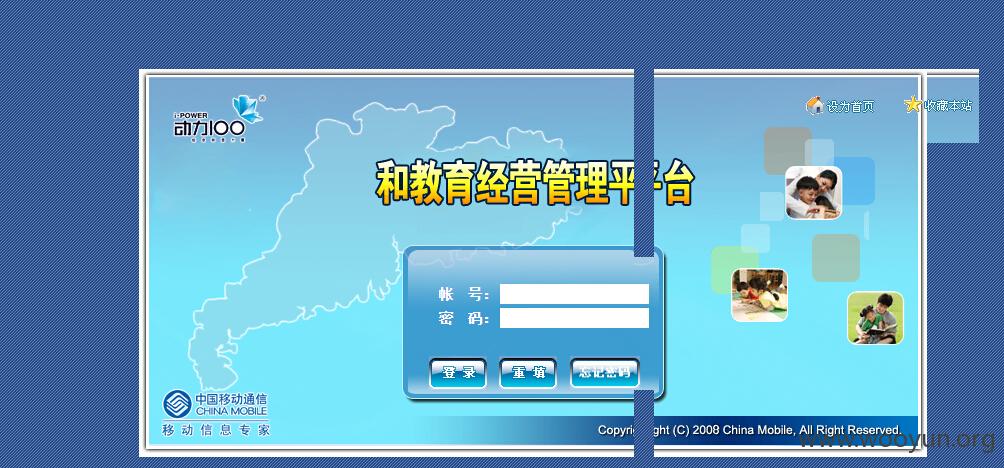 i-POWER
动力100
设为首页
收藏本站
和教育经营管理平平台
帐 号：
密 码：
登 录
重 填
忘记密码
中国移动通信
CHINA MOBILE
移动信息专家
Copyright (C) 2008 China Mobile, All Right Reserved.
www.wooyun.org